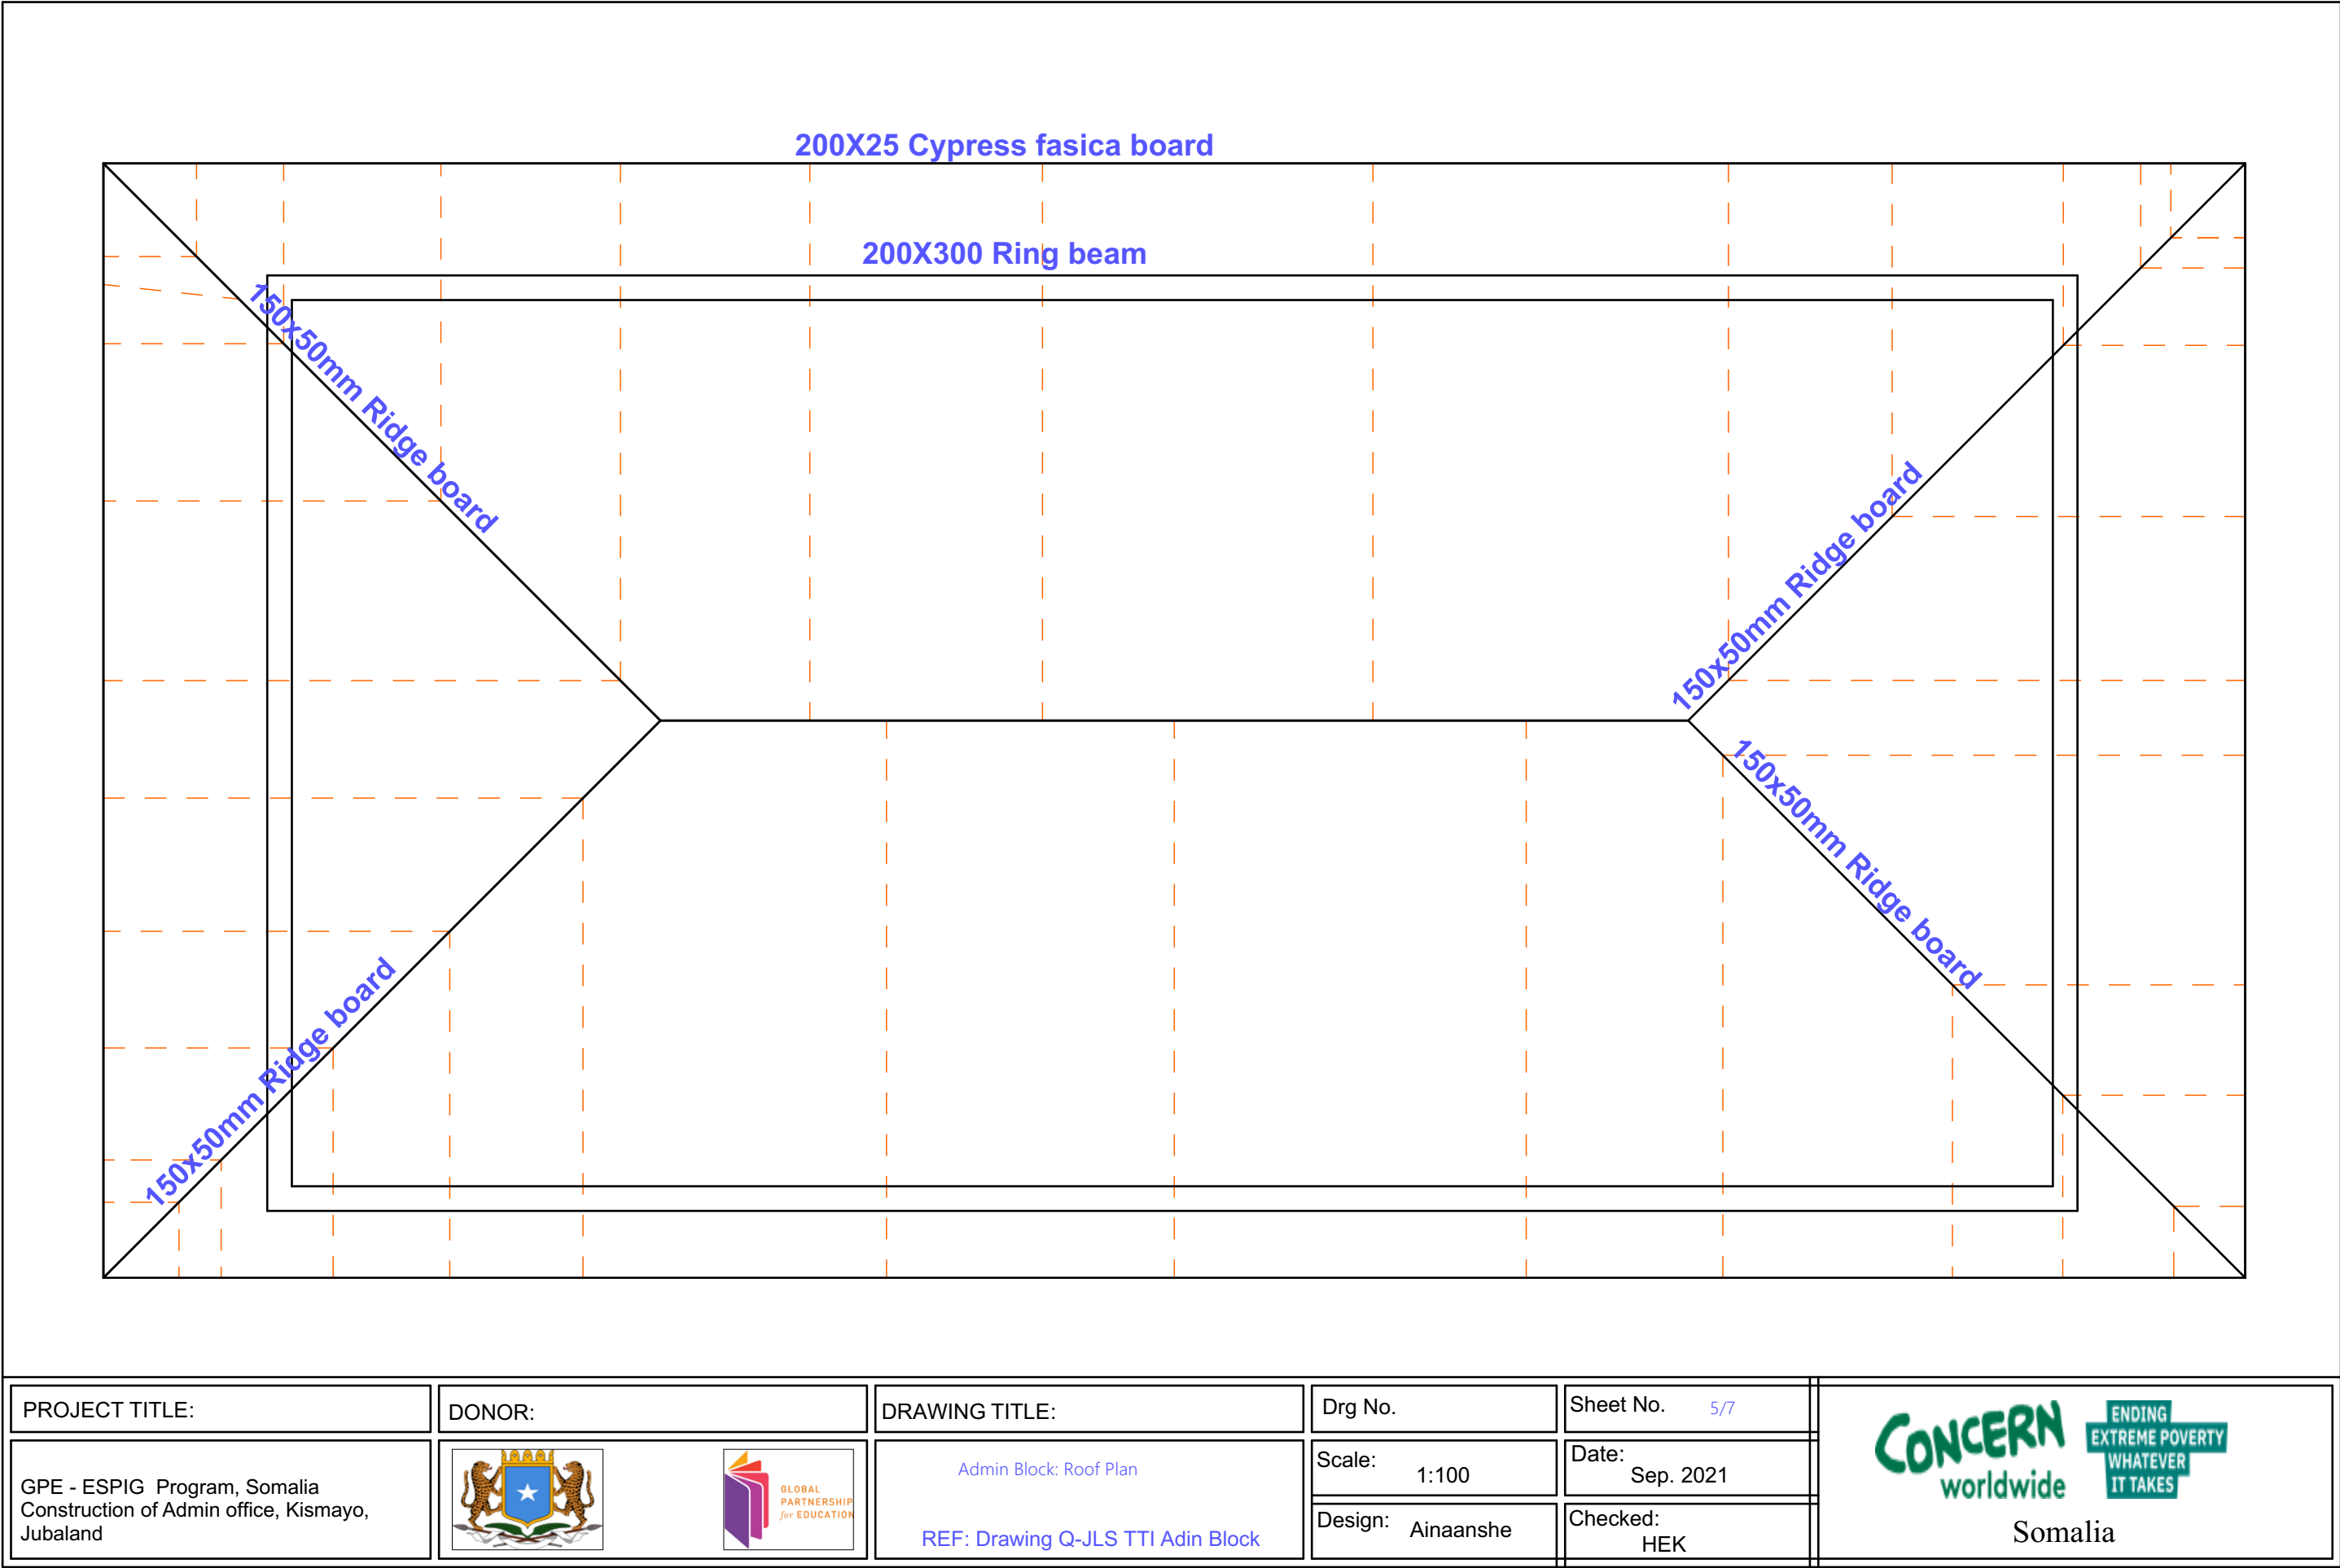 200X25 Cypress fasica board
200X300 Ring beam
150x50mm Ridge board
150x50mm Ridge board
150x50mm Ridge board
150x50mm Ridge board
PROJECT TITLE:
GPE - ESPIG Program, Somalia
Construction of Admin office, Kismayo,
Jubaland
DONOR:
GLOBAL
PARTNERSHIP
for EDUCATION
DRAWING TITLE:
Admin Block: Roof Plan
REF: Drawing Q-JLS TTI Adin Block
Drg No.
Scale: 1:100
Design: Ainaanshe
Sheet No. 5/7
Date:
Sep. 2021
Checked:
HEK
CONCERN
worldwide
ENDING
EXTREME POVERTY
WHATEVER
IT TAKES
Somalia